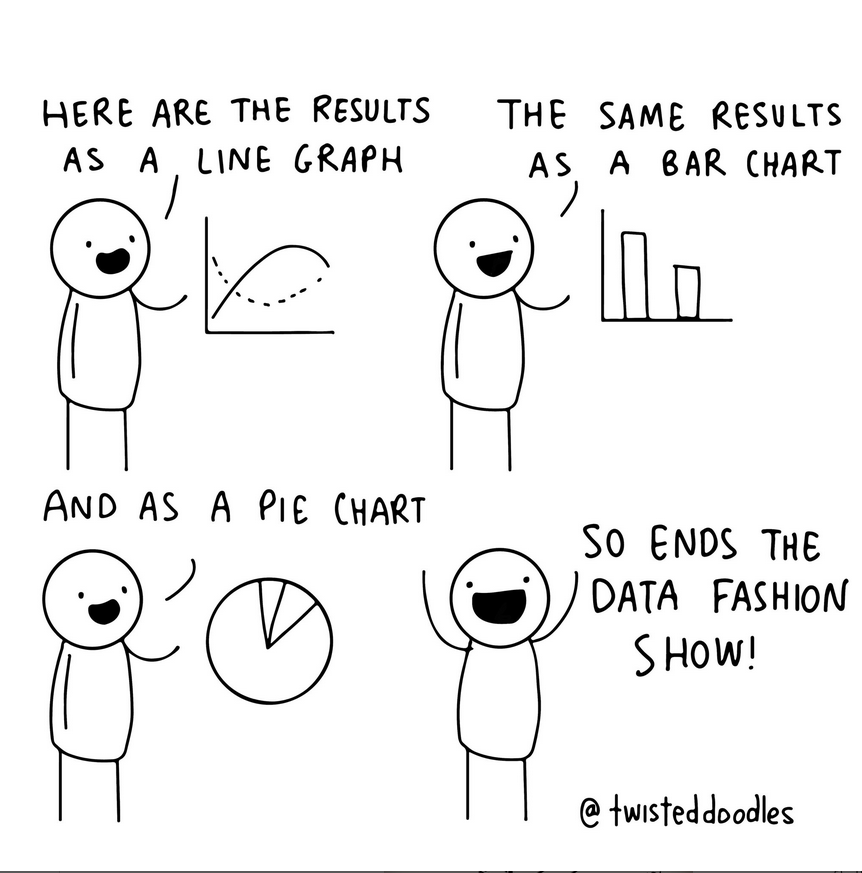 HERE ARE THE RESULTS
AS A LINE GRAPH
THE SAME RESULTS
AS A BAR CHART
AND AS A PIE CHART
SO ENDS THE
DATA FASHION
SHOW!
@twisteddoodles